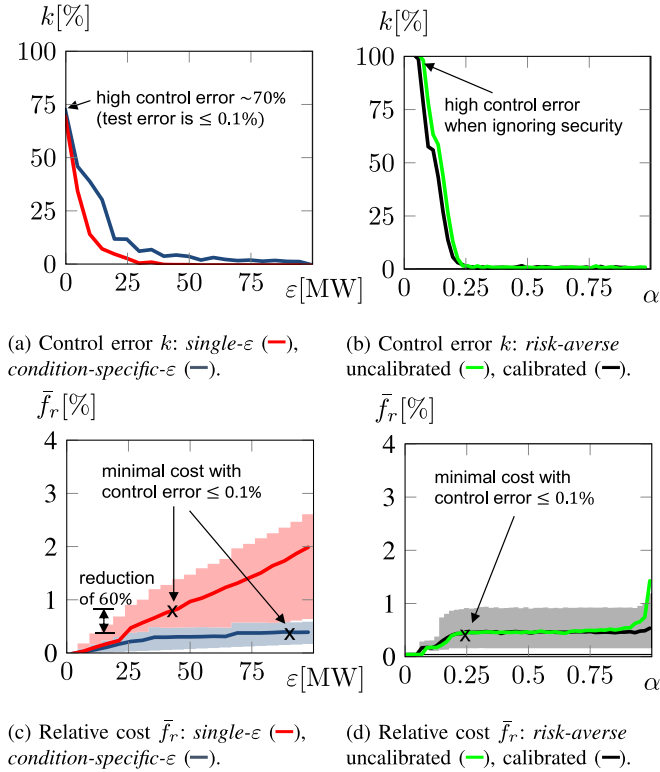 k[%]
100
75
50
25
0
high control error ~70%
(test error is ≤ 0.1%)
0
25
50
75
ε[MW]
k[%]
100
75
50
25
0
high control error
when ignoring security
0
0.25
0.5
0.75
α
(a) Control error k: single-ε (–),
condition-specific-ε (–).
(b) Control error k: risk-averse
uncalibrated (–), calibrated (–).
f̄r[%]
4
3
2
1
0
minimal cost with
control error ≤ 0.1%
reduction
of 60%
X
X
0
25
50
75
ε[MW]
f̄r[%]
4
3
2
1
0
minimal cost with
control error ≤ 0.1%
X
0
0.25
0.5
0.75
α
(c) Relative cost f̄r: single-ε (–),
condition-specific-ε (–).
(d) Relative cost f̄r: risk-averse
uncalibrated (–), calibrated (–).